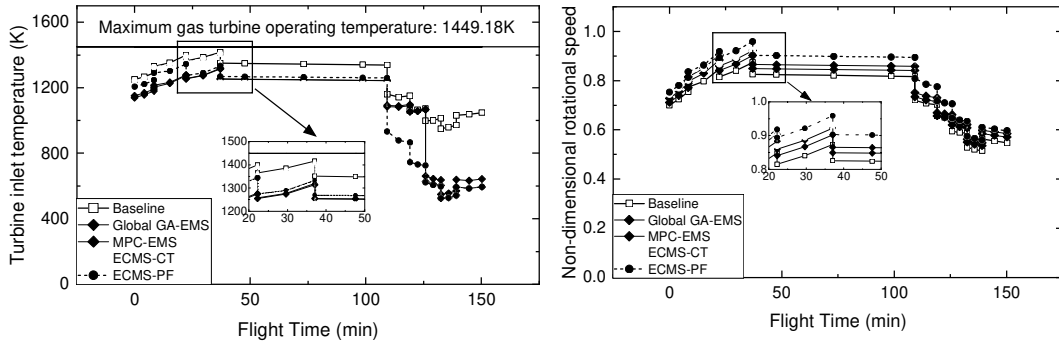 Maximum gas turbine operating temperature: 1449.18K
Turbine inlet temperature (K)
1600
1300
1000
700
400
0
1500
1400
1300
1200
20
30
40
50
Baseline
Global GA-EMS
MPC-EMS
ECMS-CT
ECMS-PF
0
50
100
150
Flight Time (min)
Non-dimensional rotational speed
1.0
0.8
0.6
0.4
0.2
0.0
1.0
0.9
0.8
20
30
40
50
Baseline
Global GA-EMS
MPC-EMS
ECMS-CT
ECMS-PF
0
50
100
150
Flight Time (min)